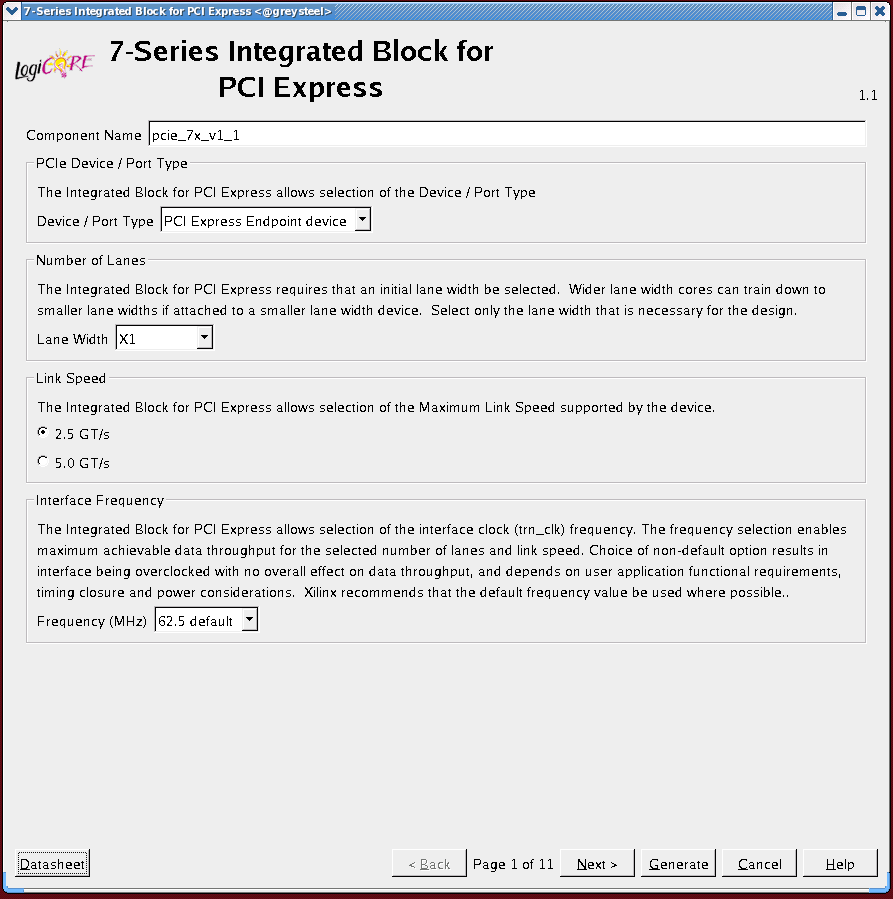 7-Series Integrated Block for PCI Express <@greysteel>
LogiCORE
7-Series Integrated Block for
PCI Express
1.1
Component Name pcie_7x_v1_1
PCIe Device / Port Type
The Integrated Block for PCI Express allows selection of the Device / Port Type
Device / Port Type PCI Express Endpoint device
Number of Lanes
The Integrated Block for PCI Express requires that an initial lane width be selected.  Wider lane width cores can train down to
smaller lane widths if attached to a smaller lane width device.  Select only the lane width that is necessary for the design.
Lane Width X1
Link Speed
The Integrated Block for PCI Express allows selection of the Maximum Link Speed supported by the device.
2.5 GT/s
5.0 GT/s
Interface Frequency
The Integrated Block for PCI Express allows selection of the interface clock (trn_clk) frequency. The frequency selection enables
maximum achievable data throughput for the selected number of lanes and link speed. Choice of non-default option results in
interface being overclocked with no overall effect on data throughput, and depends on user application functional requirements,
timing closure and power considerations.  Xilinx recommends that the default frequency value be used where possible..
Frequency (MHz) 62.5 default
Datasheet < Back Page 1 of 11 Next > Generate Cancel Help